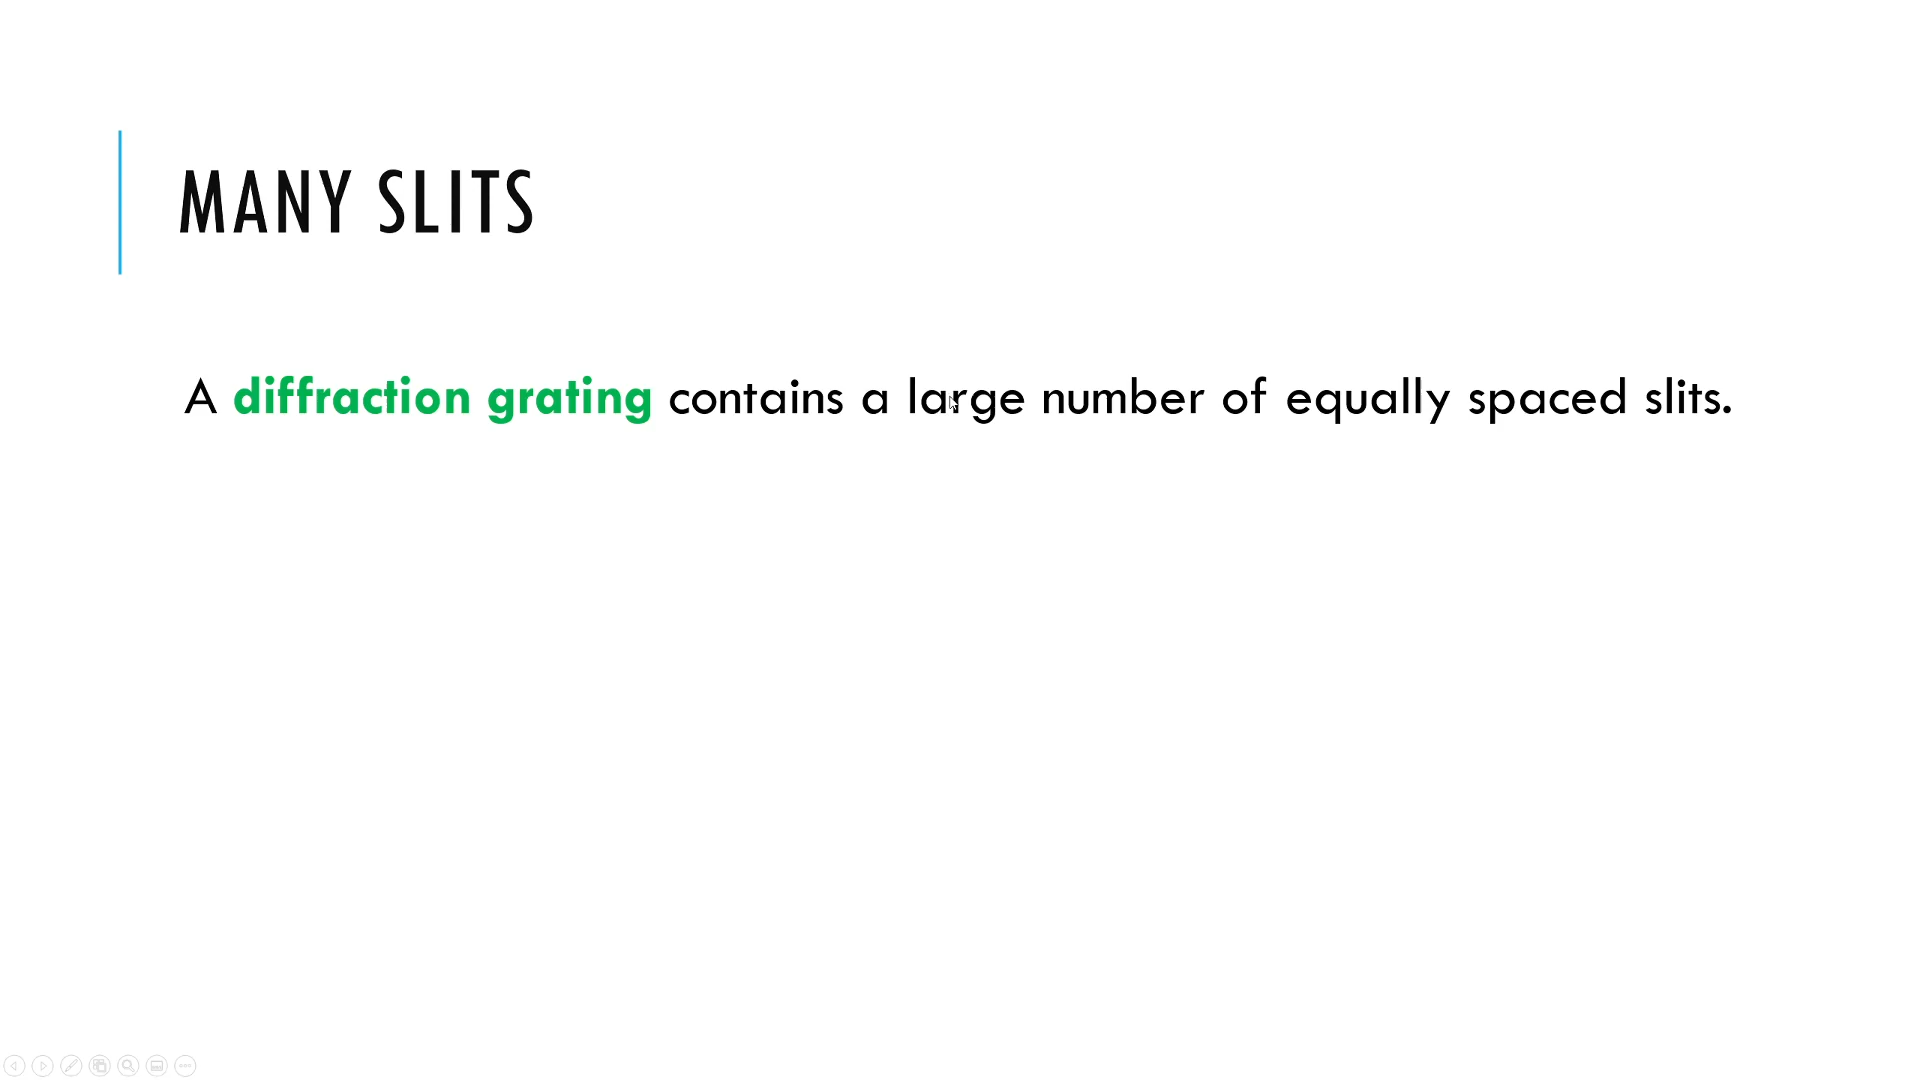 MANY SLITS
A diffraction grating contains a large number of equally spaced slits.